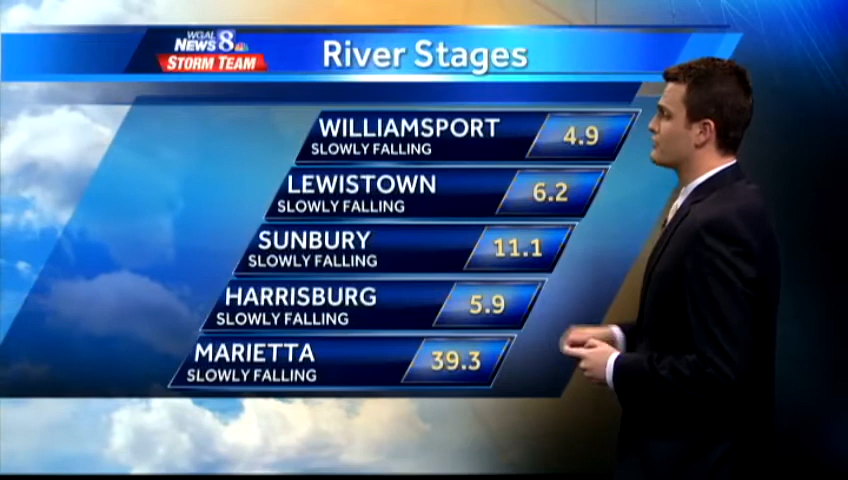 WGAL
NEWS 8
STORM TEAM
River Stages
WILLIAMSPORT 4.9
SLOWLY FALLING
LEWISTOWN 6.2
SLOWLY FALLING
SUNBURY 11.1
SLOWLY FALLING
HARRISBURG 5.9
SLOWLY FALLING
MARIETTA 39.3
SLOWLY FALLING